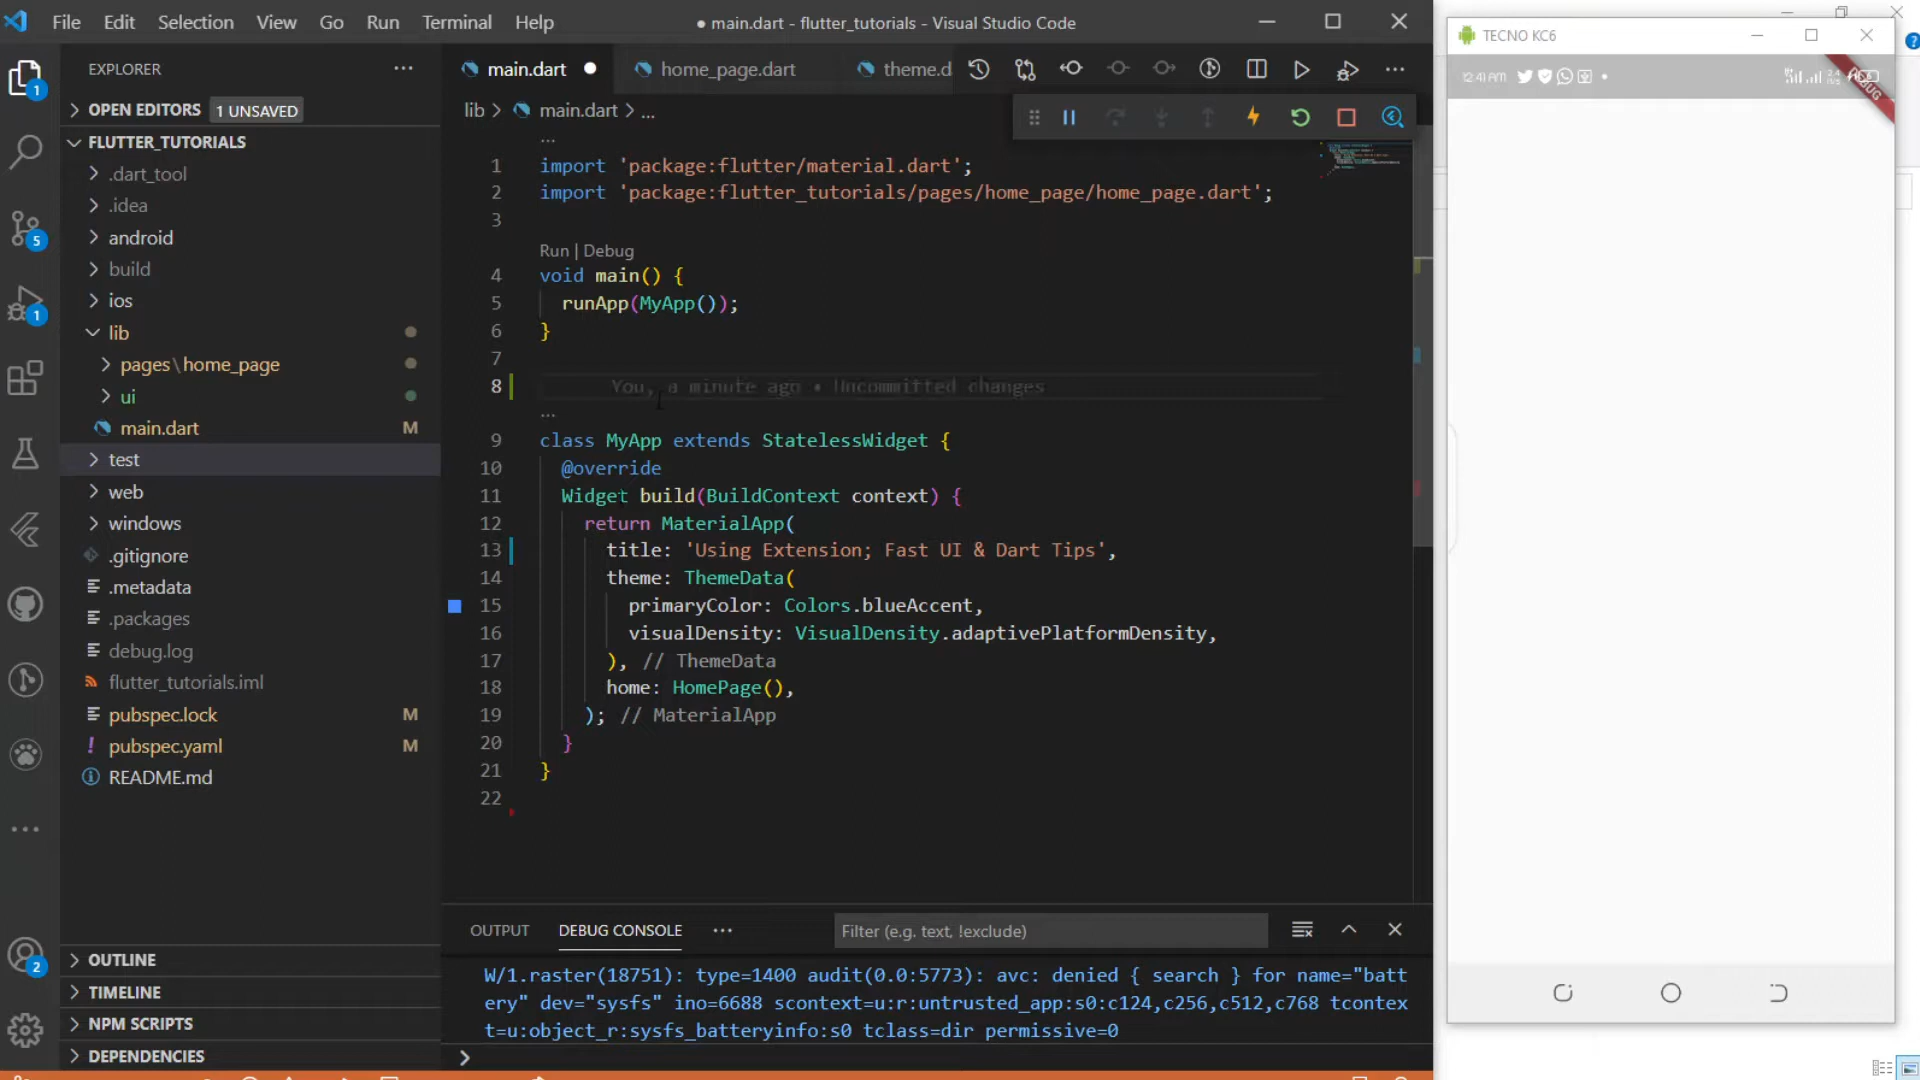 File Edit Selection View Go Run Terminal Help
● main.dart - flutter_tutorials - Visual Studio Code
EXPLORER
OPEN EDITORS 1 UNSAVED
FLUTTER_TUTORIALS
.dart_tool
.idea
android
build
ios
lib
pages\home_page
ui
main.dart M
test
web
windows
.gitignore
.metadata
.packages
debug.log
flutter_tutorials.iml
pubspec.lock M
pubspec.yaml M
README.md
OUTLINE
TIMELINE
NPM SCRIPTS
DEPENDENCIES
1
5
1
2
main.dart ● home_page.dart theme.d
lib > main.dart > ...
1 import 'package:flutter/material.dart';
2 import 'package:flutter_tutorials/pages/home_page/home_page.dart';
3
Run | Debug
4 void main() {
5 runApp(MyApp());
6 }
7
8 You, a minute ago • Uncommitted changes
9 class MyApp extends StatelessWidget {
10 @override
11 Widget build(BuildContext context) {
12 return MaterialApp(
13 title: 'Using Extension; Fast UI & Dart Tips',
14 theme: ThemeData(
15 primaryColor: Colors.blueAccent,
16 visualDensity: VisualDensity.adaptivePlatformDensity,
17 ), // ThemeData
18 home: HomePage(),
19 ); // MaterialApp
20 }
21 }
22
OUTPUT DEBUG CONSOLE
Filter (e.g. text, !exclude)
W/1.raster(18751): type=1400 audit(0.0:5773): avc: denied { search } for name="batt
ery" dev="sysfs" ino=6688 scontext=u:r:untrusted_app:s0:c124,c256,c512,c768 tcontex
t=u:object_r:sysfs_batteryinfo:s0 tclass=dir permissive=0
TECNO KC6
12:41 AM